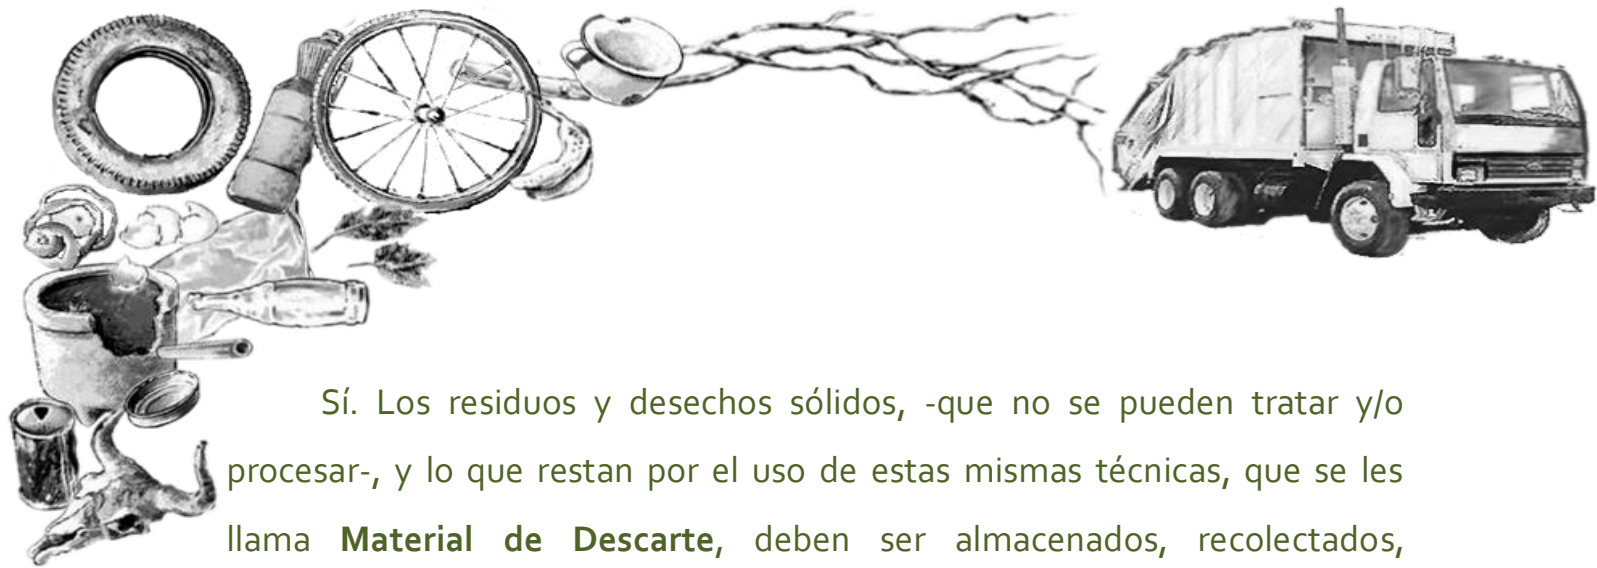 Sí. Los residuos y desechos sólidos, -que no se pueden tratar y/o
procesar-, y lo que restan por el uso de estas mismas técnicas, que se les
llama Material de Descarte, deben ser almacenados, recolectados,